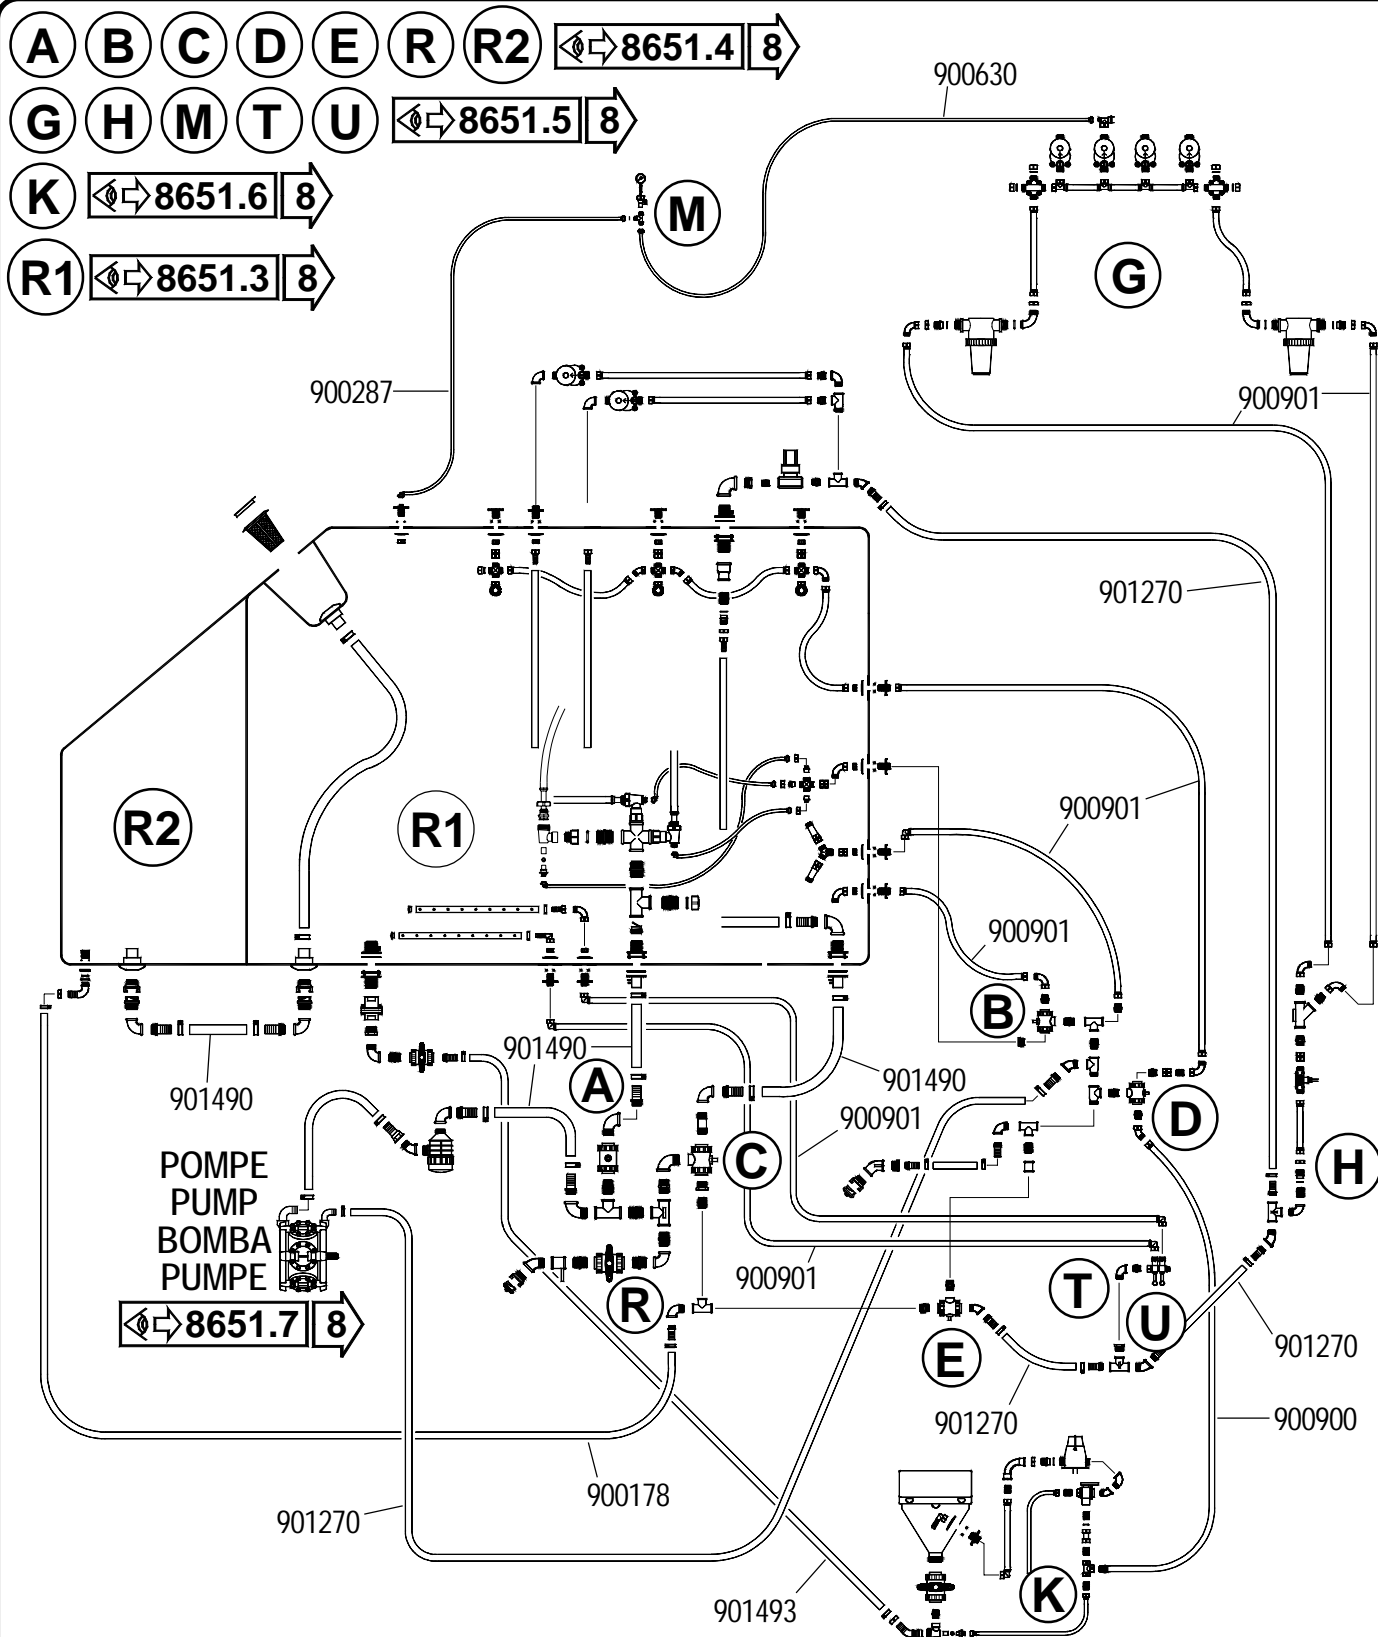 A B C D E R R2 8651.4 8
G H M T U 8651.5 8
K 8651.6 8
R1 8651.3 8
900630
M
G
900287
900901
901270
R2
R1
900901
900901
B
901490
A
901490
901490
900901
D
C
H
POMPE
PUMP
BOMBA
PUMPE
8651.7 8
900901
T
R
U
E
901270
901270
900900
900178
901270
K
901493